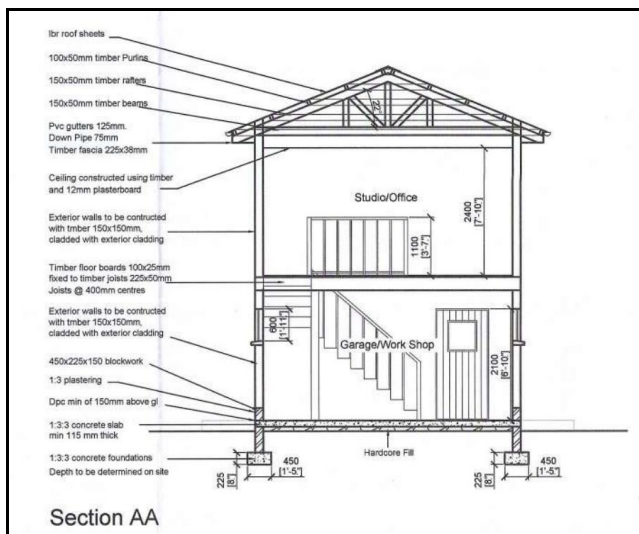 lbr roof sheets
100x50mm timber Purlins
150x50mm timber rafters
150x50mm timber beams
Pvc gutters 125mm.
Down Pipe 75mm
Timber fascia 225x38mm
Ceiling constructed using timber
and 12mm plasterboard
Exterior walls to be contructed
with tmber 150x150mm,
cladded with exterior cladding
Timber floor boards 100x25mm
fixed to timber joists 225x50mm
Joists @ 400mm centres
Exterior walls to be contructed
with tmber 150x150mm,
cladded with exterior cladding
450x225x150 blockwork
1:3 plastering
Dpc min of 150mm above gl
1:3:3 concrete slab
min 115 mm thick
1:3:3 concrete foundations
Depth to be determined on site
22°
Studio/Office
2400
[7'-10"]
1100
[3'-7"]
600
[1'-11"]
Garage/Work Shop
2100
[6'-10"]
Hardcore Fill
225
[8"]
450
[1'-5"]
225
[8"]
450
[1'-5"]
Section AA